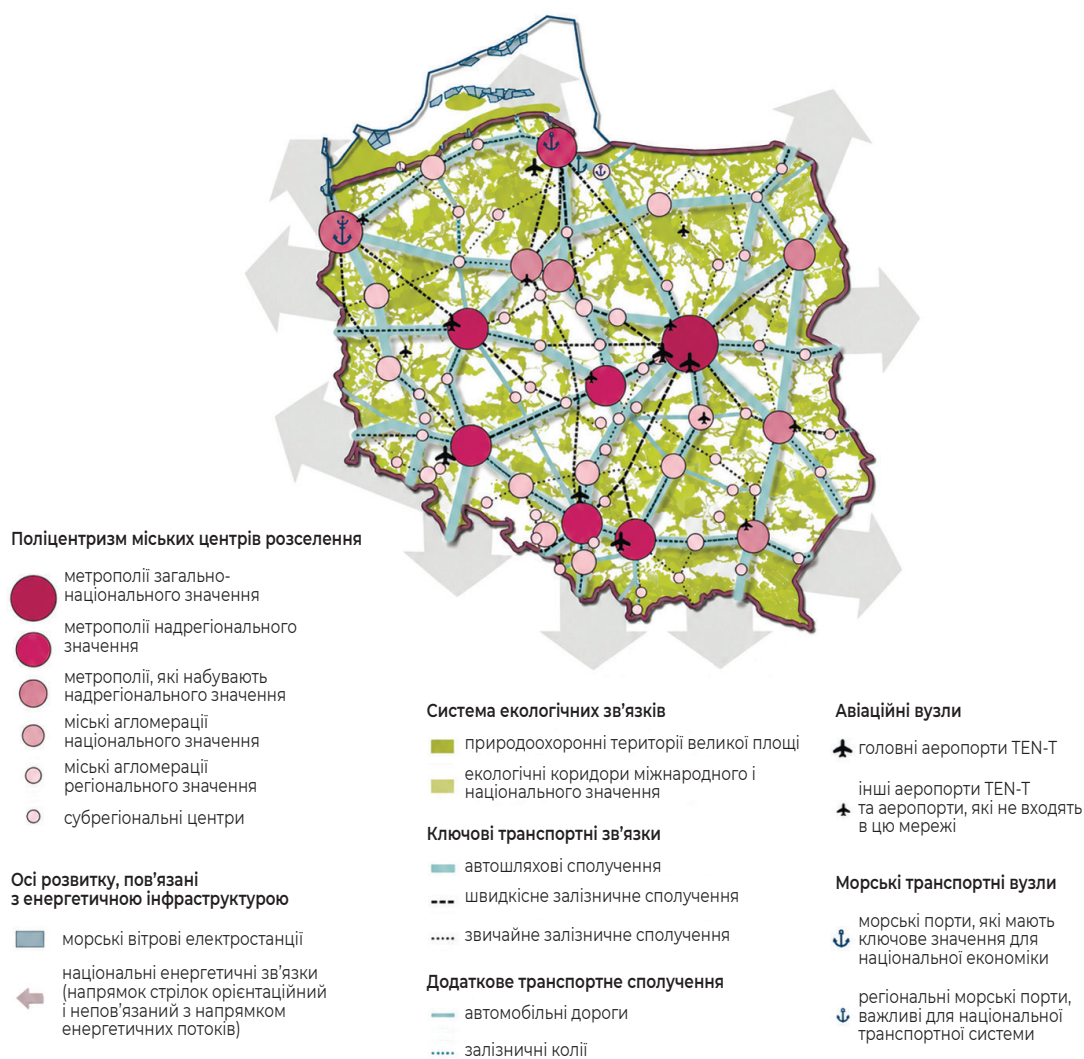 Поліцентризм міських центрів розселення
метрополії загально-
національного значення
метрополії надрегіонального
значення
метрополії, які набувають
надрегіонального значення
міські агломерації
національного значення
міські агломерації
регіонального значення
субрегіональні центри
Осі розвитку, пов’язані
з енергетичною інфраструктурою
морські вітрові електростанції
національні енергетичні зв’язки
(напрямок стрілок орієнтаційний
і непов’язаний з напрямком
енергетичних потоків)
Система екологічних зв’язків
природоохоронні території великої площі
екологічні коридори міжнародного і
національного значення
Ключові транспортні зв’язки
автошляхові сполучення
швидкісне залізничне сполучення
звичайне залізничне сполучення
Додаткове транспортне сполучення
автомобільні дороги
залізничні колії
Авіаційні вузли
головні аеропорти TEN-T
інші аеропорти TEN-T
та аеропорти, які не входять
в цю мережі
Морські транспортні вузли
морські порти, які мають
ключове значення для
національної економіки
регіональні морські порти,
важливі для національної
транспортної системи